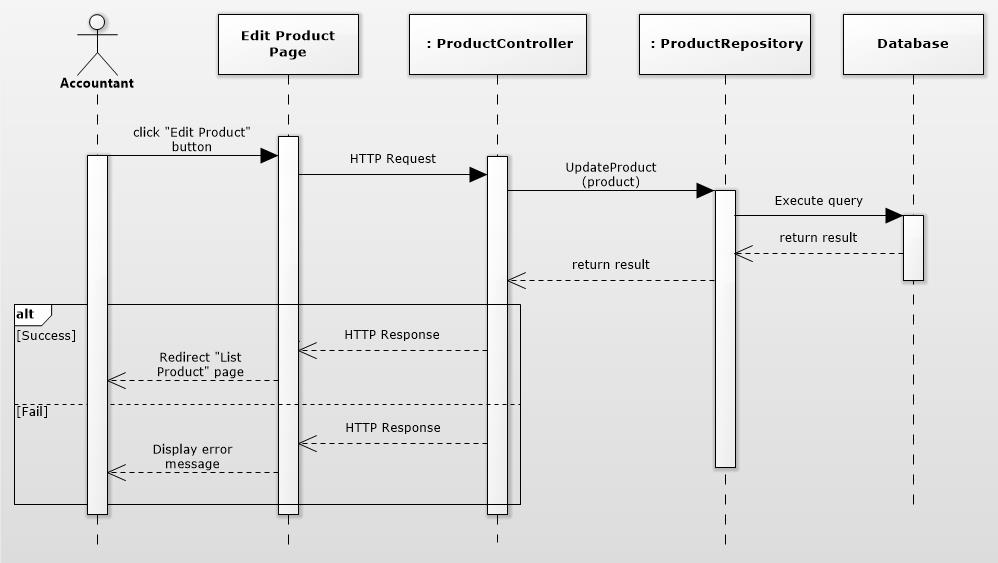 Accountant
Edit Product
Page
: ProductController
: ProductRepository
Database
click "Edit Product"
button
HTTP Request
UpdateProduct
(product)
Execute query
return result
return result
alt
[Success]
HTTP Response
Redirect "List
Product" page
[Fail]
HTTP Response
Display error
message